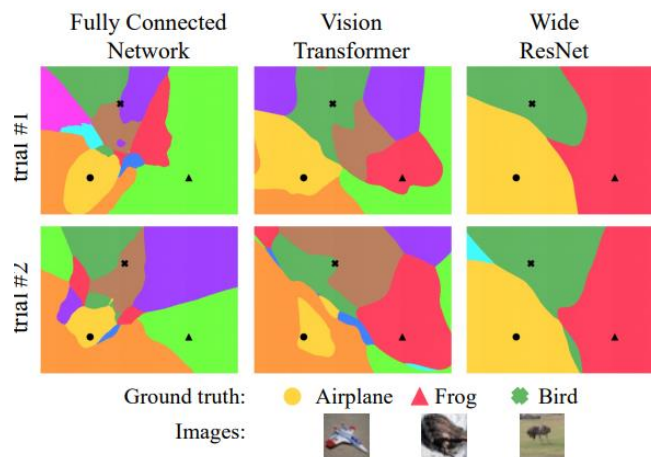 Fully Connected Network
Vision Transformer
Wide ResNet
trial #1
trial #2
Ground truth: Airplane Frog Bird
Images: